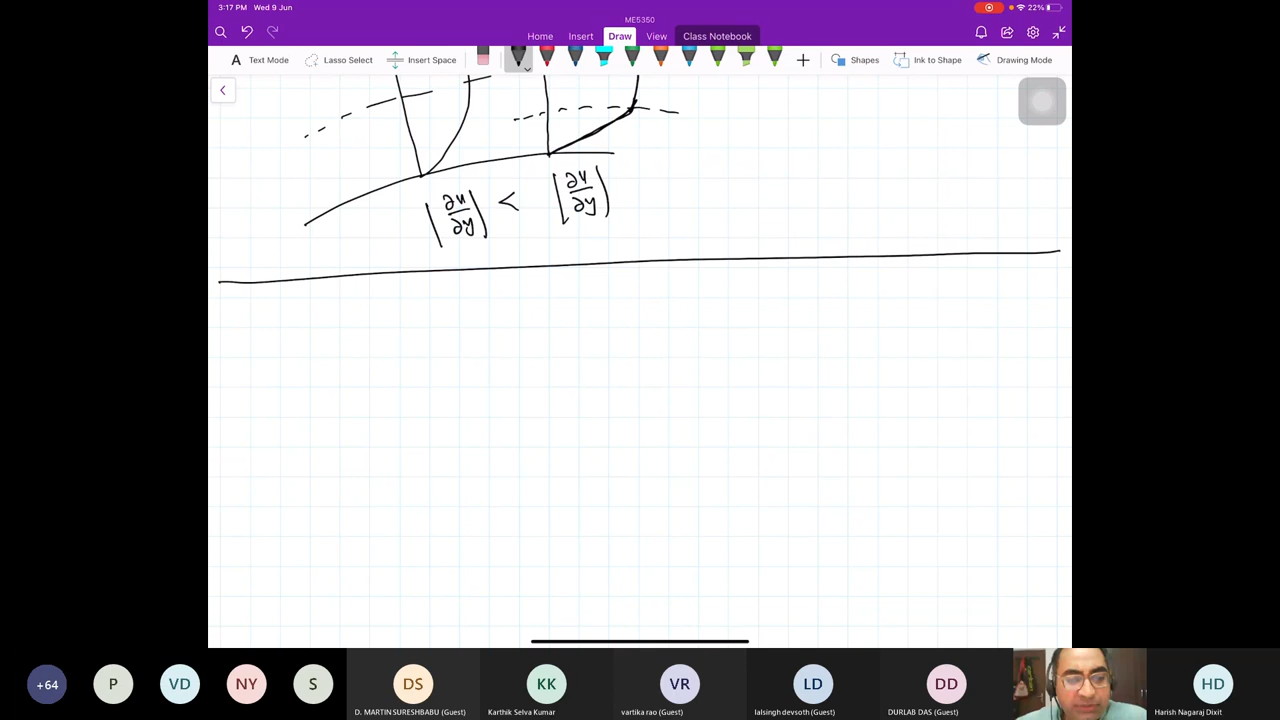 3:17 PM Wed 9 Jun
22%
ME5350
Home Insert Draw View Class Notebook
A Text Mode Lasso Select Insert Space Shapes Ink to Shape Drawing Mode
|∂u/∂y| < |∂u/∂y|
+64 P VD NY S DS KK VR LD DD HD
D. MARTIN SURESHBABU (Guest) Karthik Selva Kumar vartika rao (Guest) lalsingh devsoth (Guest) DURLAB DAS (Guest) Harish Nagaraj Dixit